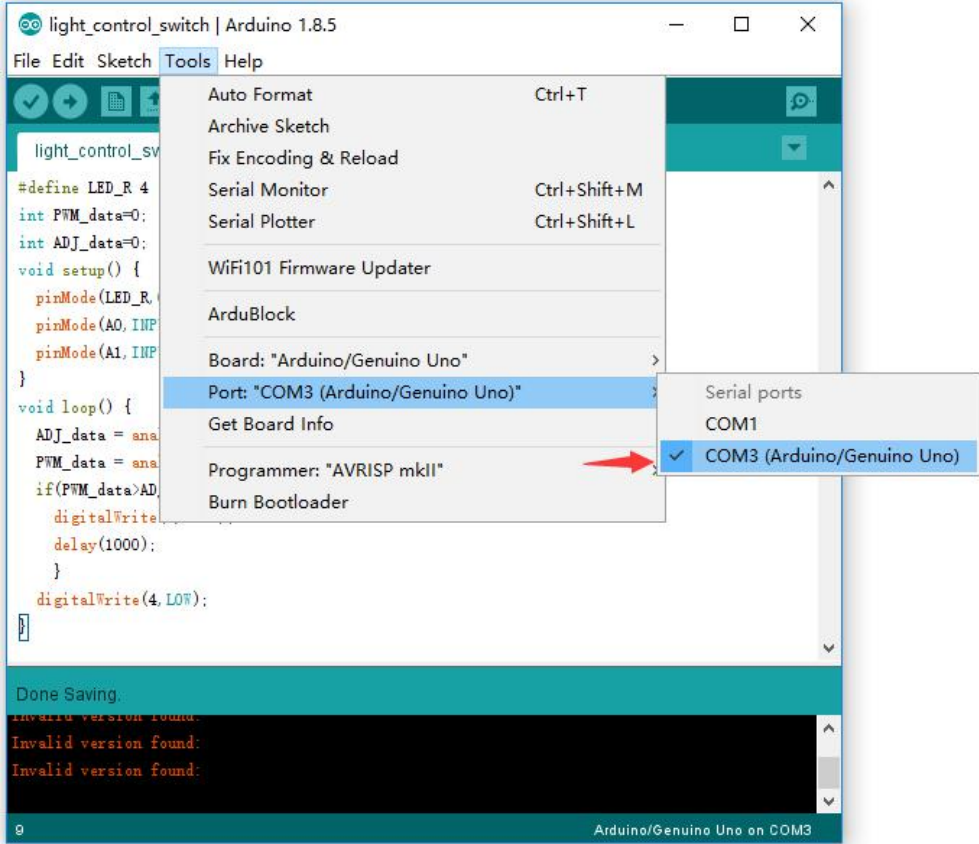 light_control_switch | Arduino 1.8.5
File Edit Sketch Tools Help
Auto Format Ctrl+T
Archive Sketch
Fix Encoding & Reload
Serial Monitor Ctrl+Shift+M
Serial Plotter Ctrl+Shift+L
WiFi101 Firmware Updater
ArduBlock
Board: "Arduino/Genuino Uno"
Port: "COM3 (Arduino/Genuino Uno)"
Get Board Info
Programmer: "AVRISP mkII"
Burn Bootloader
Serial ports
COM1
COM3 (Arduino/Genuino Uno)
light_control_sw
#define LED_R 4
int PWM_data=0;
int ADJ_data=0;
void setup() {
pinMode(LED_R,
pinMode(A0,INP
pinMode(A1,INP
}
void loop() {
ADJ_data = ana
PWM_data = ana
if(PWM_data>AD
digitalWrite
delay(1000);
}
digitalWrite(4,LOW);
}
Done Saving.
Invalid version found:
Invalid version found:
Invalid version found:
9 Arduino/Genuino Uno on COM3